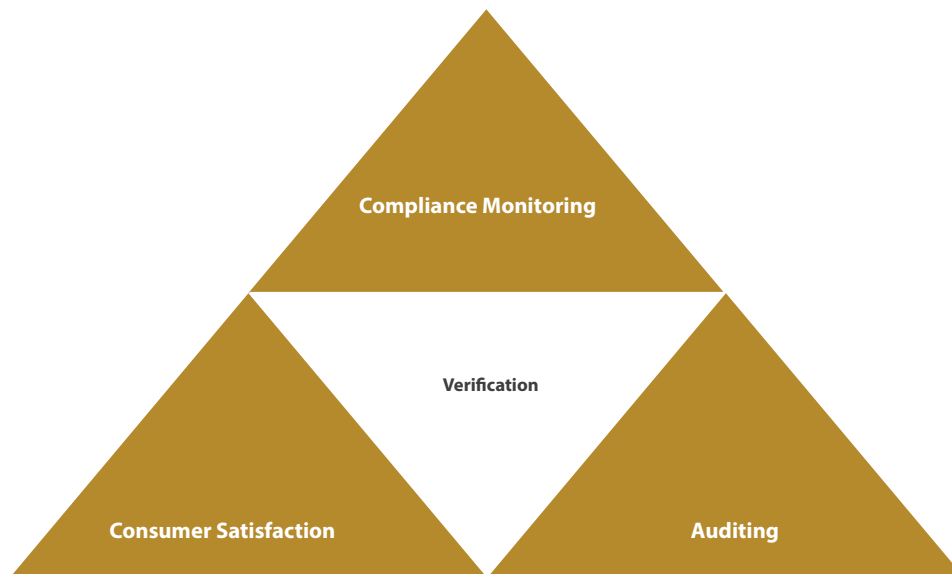 Compliance Monitoring
Verification
Consumer Satisfaction
Auditing